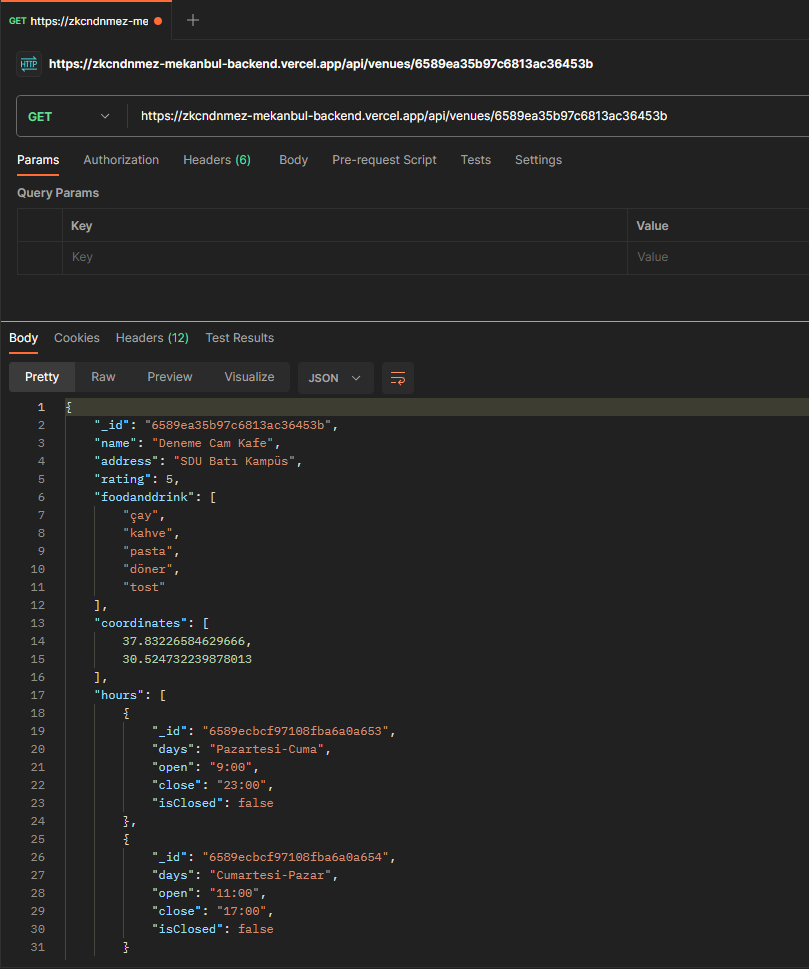 GET https://zkcndnmez-me
HTTP https://zkcndnmez-mekanbul-backend.vercel.app/api/venues/6589ea35b97c6813ac36453b
GET https://zkcndnmez-mekanbul-backend.vercel.app/api/venues/6589ea35b97c6813ac36453b
Params Authorization Headers (6) Body Pre-request Script Tests Settings
Query Params
Key Value
Key Value
Body Cookies Headers (12) Test Results
Pretty Raw Preview Visualize JSON
1 {
2 "_id": "6589ea35b97c6813ac36453b",
3 "name": "Deneme Cam Kafe",
4 "address": "SDU Batı Kampüs",
5 "rating": 5,
6 "foodanddrink": [
7 "çay",
8 "kahve",
9 "pasta",
10 "döner",
11 "tost"
12 ],
13 "coordinates": [
14 37.83226584629666,
15 30.524732239878013
16 ],
17 "hours": [
18 {
19 "_id": "6589ecbcf97108fba6a0a653",
20 "days": "Pazartesi-Cuma",
21 "open": "9:00",
22 "close": "23:00",
23 "isClosed": false
24 },
25 {
26 "_id": "6589ecbcf97108fba6a0a654",
27 "days": "Cumartesi-Pazar",
28 "open": "11:00",
29 "close": "17:00",
30 "isClosed": false
31 }